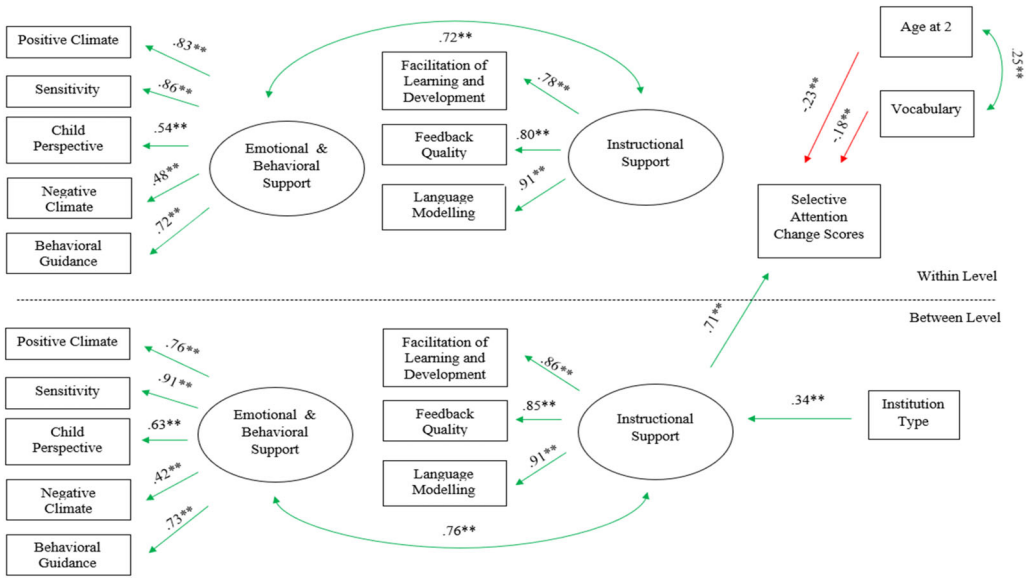 Positive Climate
.83**
Sensitivity
.86**
Child
Perspective
.54**
Negative
Climate
.48**
Behavioral
Guidance
.72**
Emotional &
Behavioral
Support
.72**
Facilitation of
Learning and
Development
.78**
Feedback
Quality
.80**
Language
Modelling
.91**
Instructional
Support
Age at 2
.25**
Vocabulary
-.23**
-.18**
Selective
Attention
Change Scores
Within Level
Between Level
.71**
Positive Climate
.76**
Sensitivity
.91**
Child
Perspective
.63**
Negative
Climate
.42**
Behavioral
Guidance
.73**
Emotional &
Behavioral
Support
Facilitation of
Learning and
Development
.86**
Feedback
Quality
.85**
Language
Modelling
.91**
Instructional
Support
.34**
Institution
Type
.76**